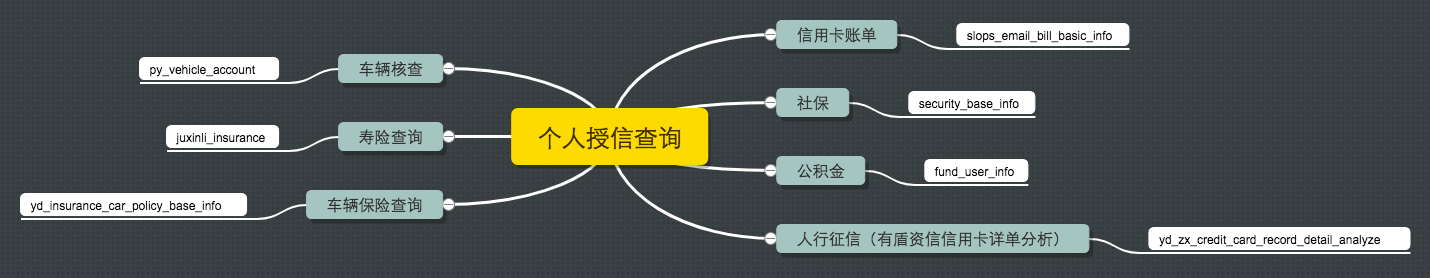 个人授信查询
信用卡账单
slops_email_bill_basic_info
社保
security_base_info
公积金
fund_user_info
人行征信（有盾资信信用卡详单分析）
yd_zx_credit_card_record_detail_analyze
车辆核查
py_vehicle_account
寿险查询
juxinli_insurance
车辆保险查询
yd_insurance_car_policy_base_info